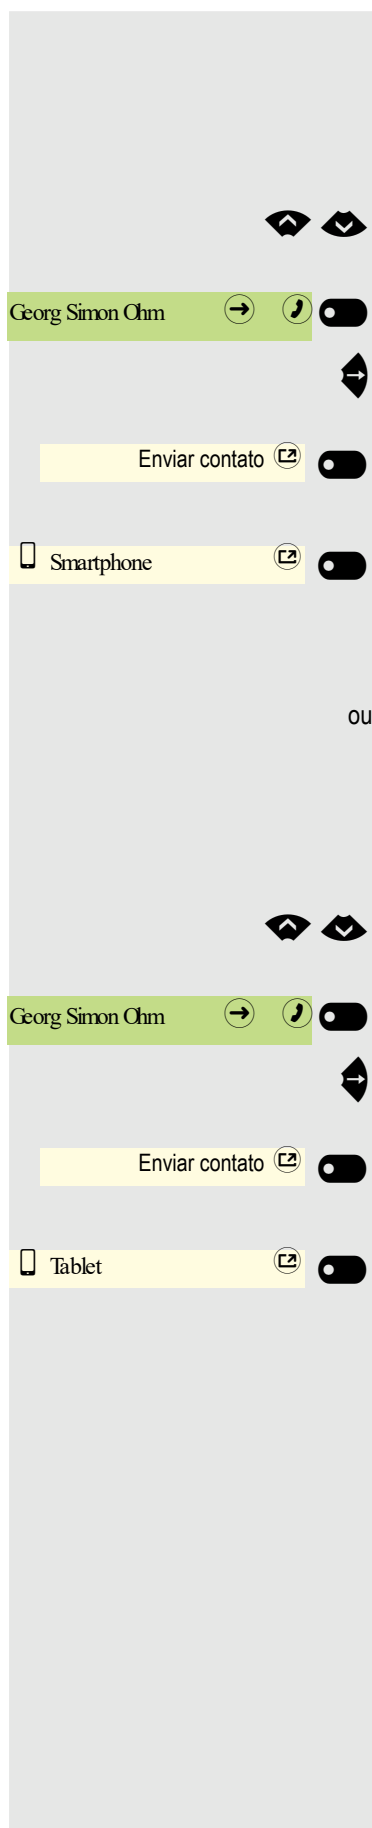 Georg Simon Ohm
Enviar contato
Smartphone
ou
Georg Simon Ohm
Enviar contato
Tablet